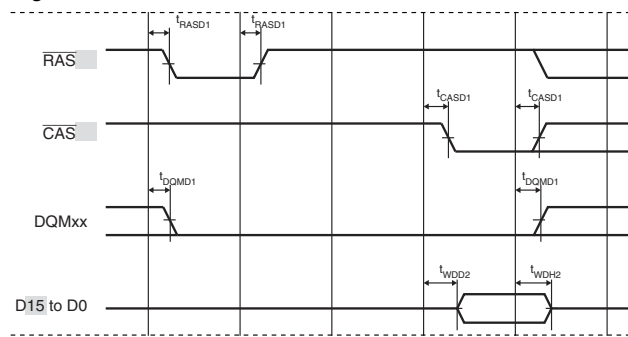 tRASD1 tRASD1
RAS
tCASD1 tCASD1
CAS
tDQMD1 tDQMD1
DQMxx
tWDD2 tWDH2
D15 to D0